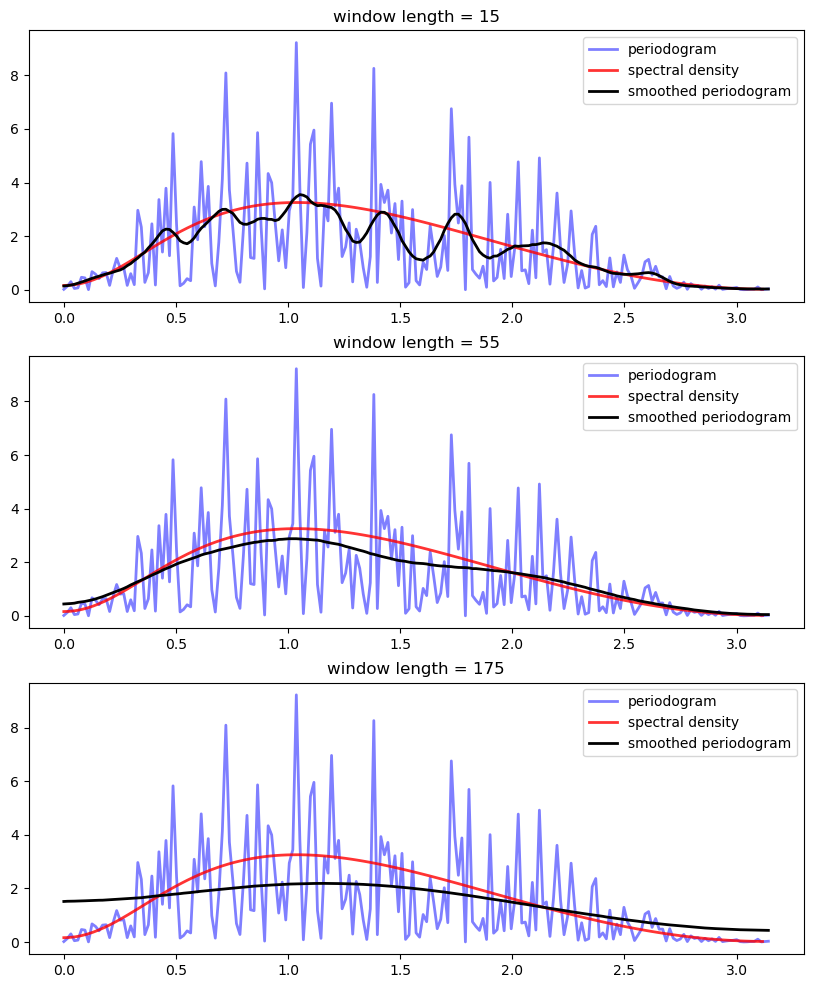 window length = 15
periodogram
spectral density
smoothed periodogram
8
6
4
2
0
0.0 0.5 1.0 1.5 2.0 2.5 3.0
window length = 55
periodogram
spectral density
smoothed periodogram
8
6
4
2
0
0.0 0.5 1.0 1.5 2.0 2.5 3.0
window length = 175
periodogram
spectral density
smoothed periodogram
8
6
4
2
0
0.0 0.5 1.0 1.5 2.0 2.5 3.0